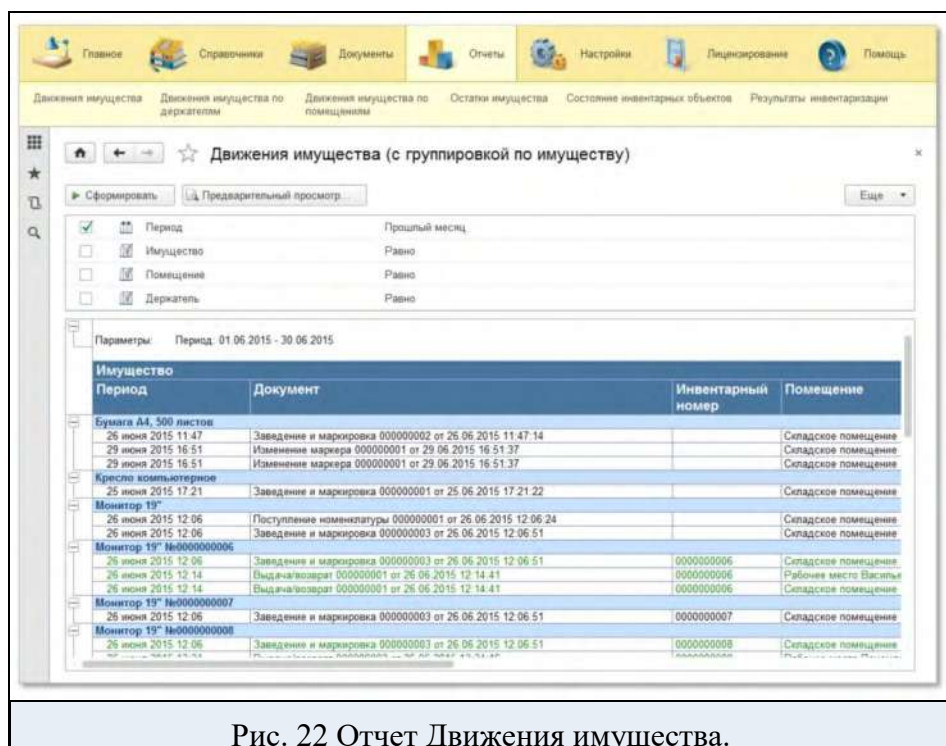 Главное Справочники Документы Отчеты Настройки Лицензирование Помощь
Движения имущества Движения имущества по держателям Движения имущества по помещениям Остатки имущества Состояние инвентарных объектов Результаты инвентаризации
Движения имущества (с группировкой по имуществу)
Сформировать Предварительный просмотр... Еще
Период Прошлый месяц
Имущество Равно
Помещение Равно
Держатель Равно
Параметры: Период: 01.06.2015 - 30.06.2015
Имущество
Период Документ Инвентарный номер Помещение
Бумага А4, 500 листов
26 июня 2015 11:47 Заведение и маркировка 000000002 от 26.06.2015 11:47:14 Складское помещение
29 июня 2015 16:51 Изменение маркера 000000001 от 29.06.2015 16:51:37 Складское помещение
29 июня 2015 16:51 Изменение маркера 000000001 от 29.06.2015 16:51:37 Складское помещение
Кресло компьютерное
25 июня 2015 17:21 Заведение и маркировка 000000001 от 25.06.2015 17:21:22 Складское помещение
Монитор 19"
26 июня 2015 12:06 Поступление номенклатуры 000000001 от 26.06.2015 12:06:24 Складское помещение
26 июня 2015 12:06 Заведение и маркировка 000000003 от 26.06.2015 12:06:51 Складское помещение
Монитор 19" №0000000006
26 июня 2015 12:06 Заведение и маркировка 000000003 от 26.06.2015 12:06:51 0000000006 Складское помещение
26 июня 2015 12:14 Выдача/возврат 000000001 от 26.06.2015 12:14:41 0000000006 Рабочее место Василье
26 июня 2015 12:14 Выдача/возврат 000000001 от 26.06.2015 12:14:41 0000000006 Складское помещение
Монитор 19" №0000000007
26 июня 2015 12:06 Заведение и маркировка 000000003 от 26.06.2015 12:06:51 0000000007 Складское помещение
Монитор 19" №0000000008
26 июня 2015 12:06 Заведение и маркировка 000000003 от 26.06.2015 12:06:51 0000000008 Складское помещение
Рис. 22 Отчет Движения имущества.